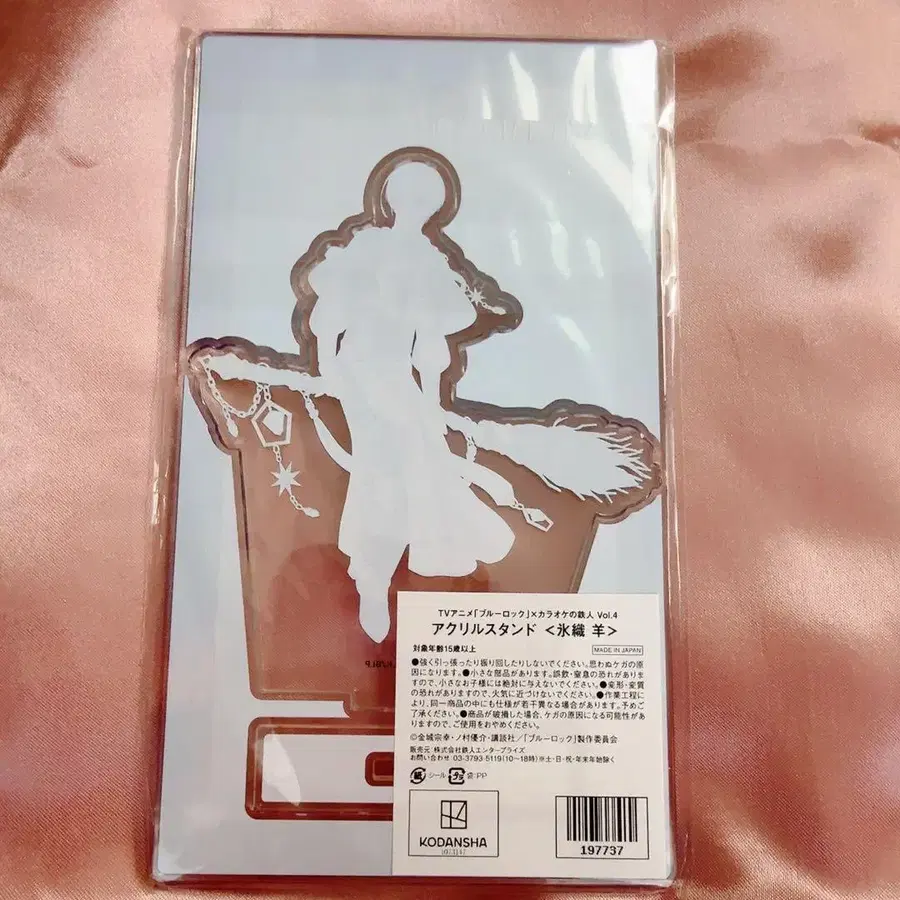 TVアニメ「ブルーロック」×カラオケの鉄人 Vol.4
アクリルスタンド <氷織 羊>
対象年齢15歳以上
MADE IN JAPAN
●強く引っ張ったり振り回したりしないでください。思わぬケガの原
因になります。●小さな部品があります。誤飲・窒息の恐れがあります
ので、小さなお子様には絶対に与えないでください。●変形・変質
の恐れがありますので、火気に近づけないでください。●作業工程に
より、同一商品の中にも仕様が若干異なる場合があります。予めご
了承ください。●商品が破損した場合、ケガの原因になる可能性があ
りますので、ご使用をおやめください。
©金城宗幸・ノ村優介・講談社/「ブルーロック」製作委員会
販売元:株式会社鉄人エンタープライズ
お問い合わせ 03-3793-5119(10~18時)※土・日・祝・年末年始除く
紙 シール プラ 袋:PP
KODANSHA
197737